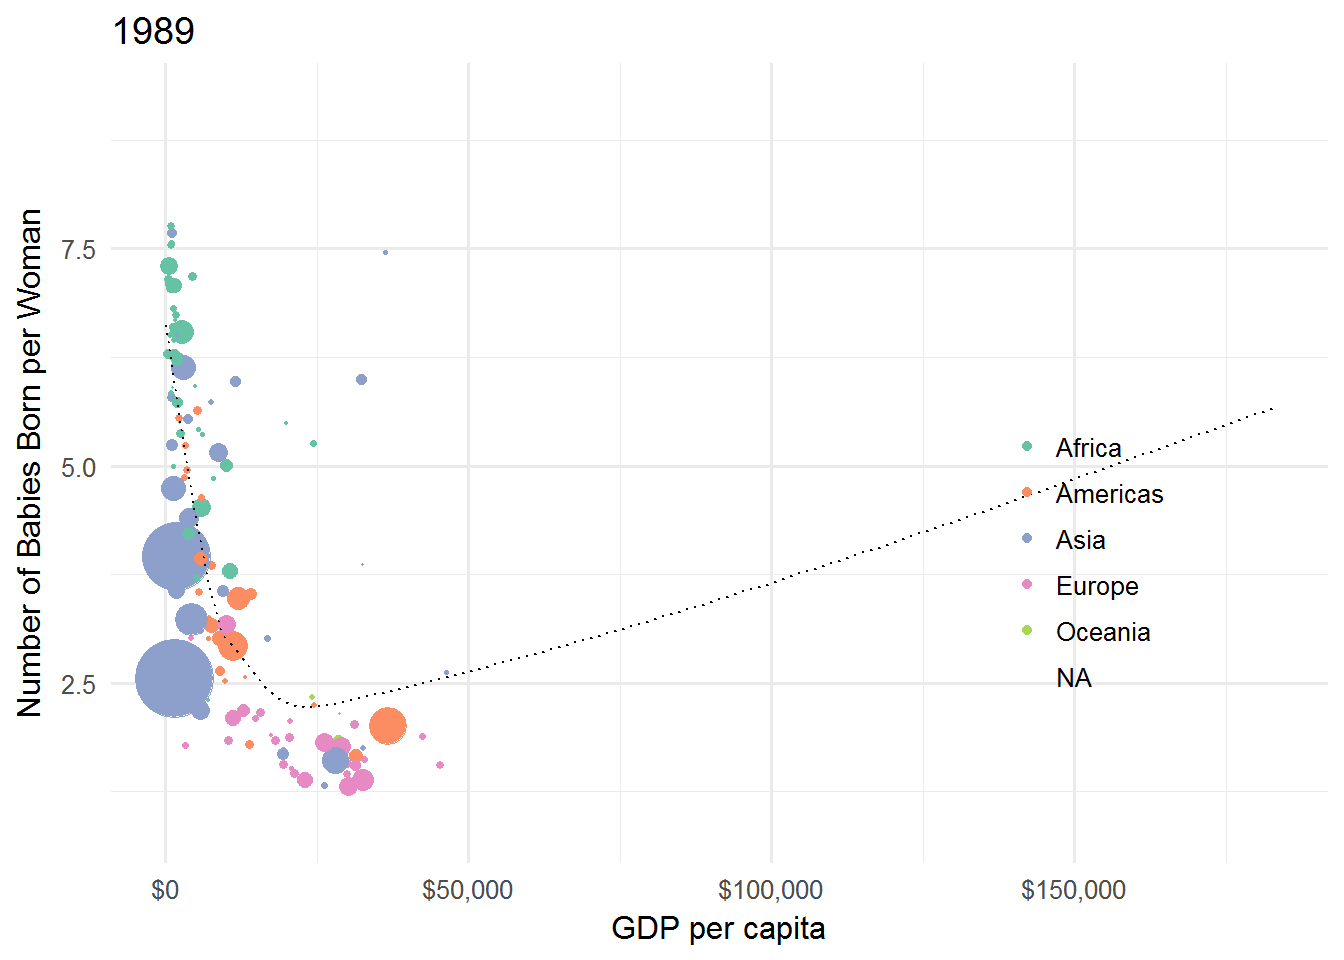 1989
Number of Babies Born per Woman
7.5
5.0
2.5
Africa
Americas
Asia
Europe
Oceania
NA
$0
$50,000
$100,000
$150,000
GDP per capita